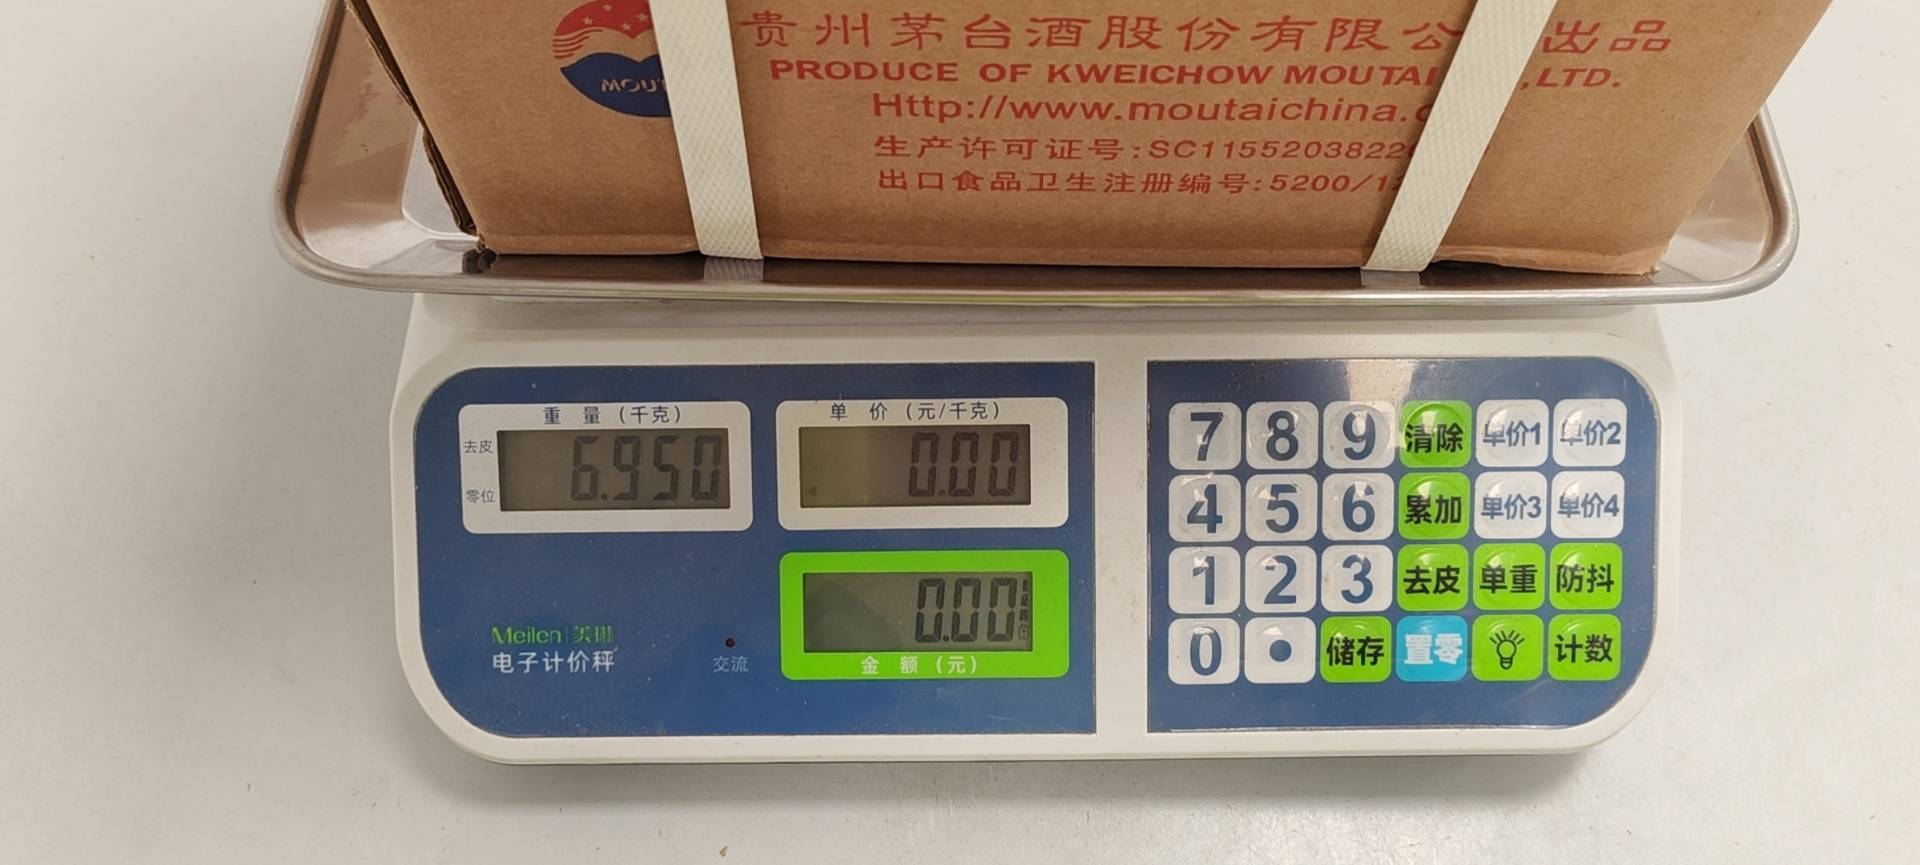 MOUT
贵州茅台酒股份有限公 出品
PRODUCE OF KWEICHOW MOUTAI ,LTD.
Http://www.moutaichina.c
生产许可证号:SC1155203822
出口食品卫生注册编号:5200/1
重 量 (千克)
去皮
零位
6.950
单 价 (元/千克)
0.00
0.00
金 额 (元)
Meilen|美琳
电子计价秤
交流
7 8 9 清除 单价1 单价2
4 5 6 累加 单价3 单价4
1 2 3 去皮 单重 防抖
0 • 储存 置零 计数